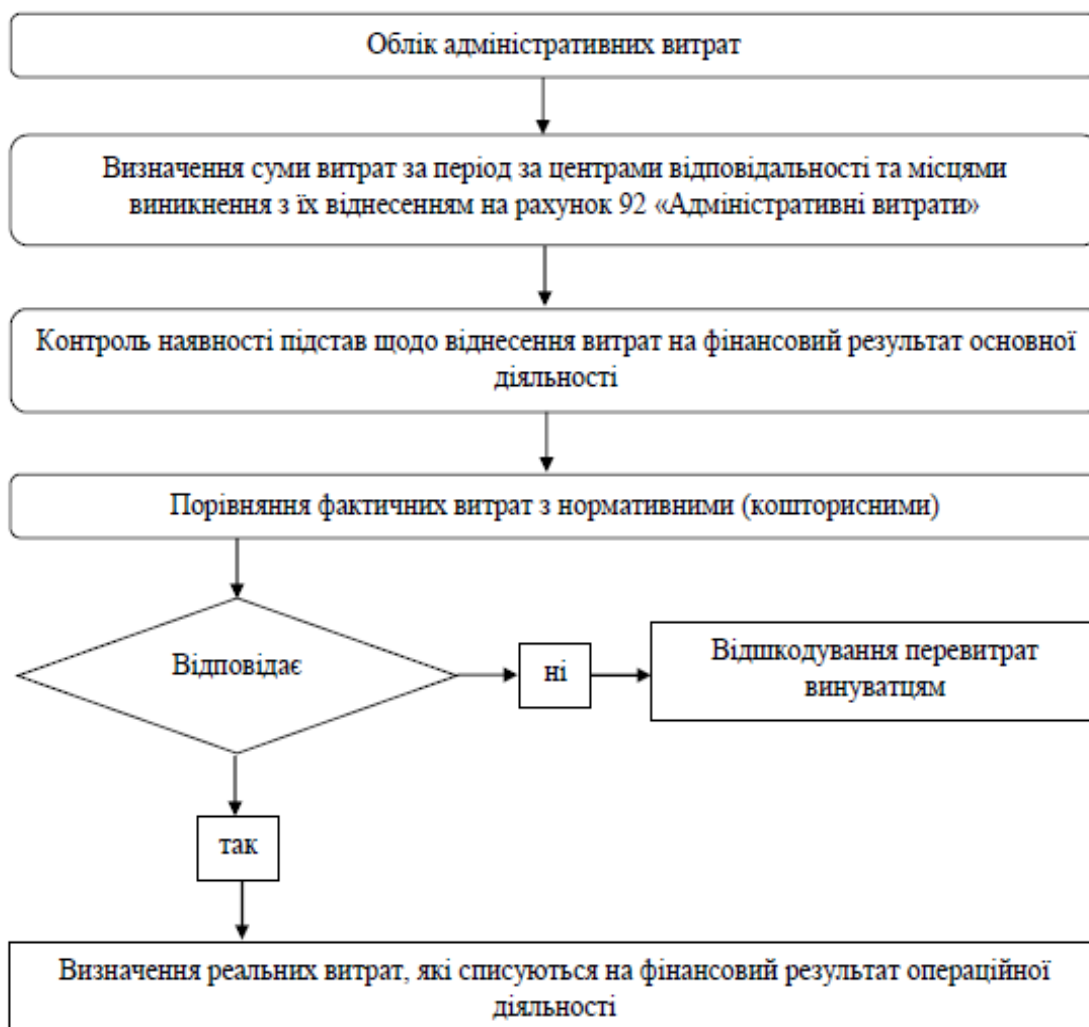 Облік адміністративних витрат
Визначення суми витрат за період за центрами відповідальності та місцями
виникнення з їх віднесенням на рахунок 92 «Адміністративні витрати»
Контроль наявності підстав щодо віднесення витрат на фінансовий результат основної
діяльності
Порівняння фактичних витрат з нормативними (кошторисними)
Відповідає
ні
Відшкодування перевитрат
винуватцям
так
Визначення реальних витрат, які списуються на фінансовий результат операційної
діяльності